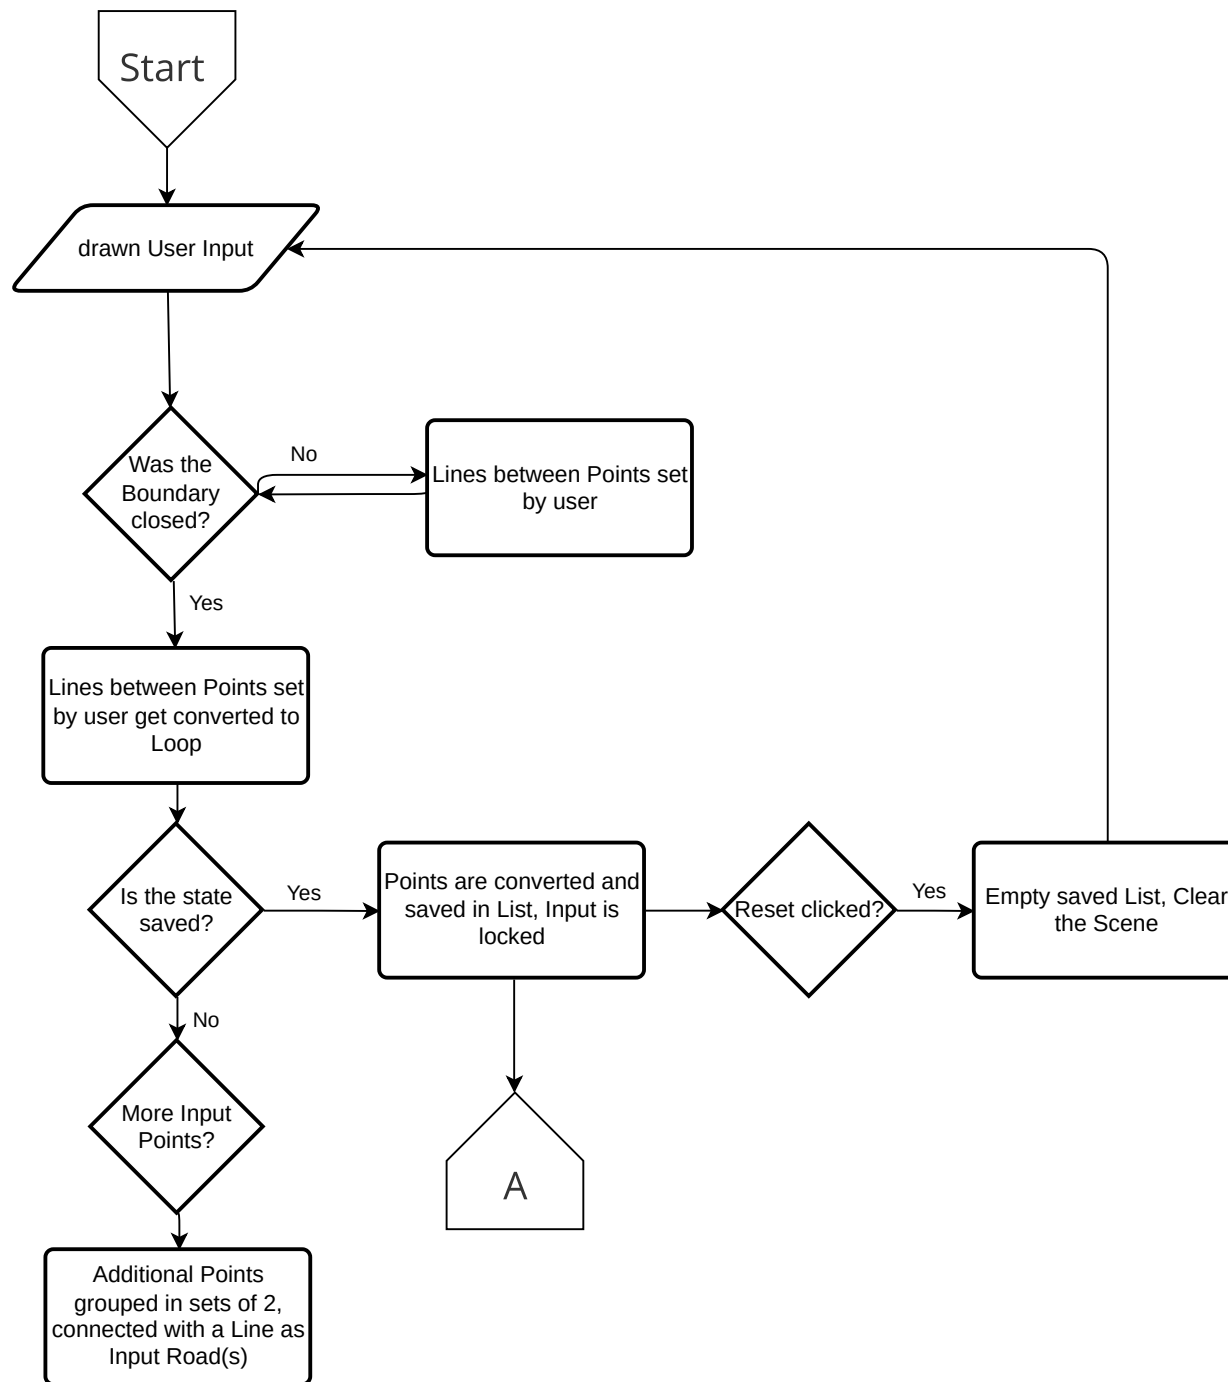 Start
drawn User Input
Was the
Boundary
closed?
No
Lines between Points set
by user
Yes
Lines between Points set
by user get converted to
Loop
Is the state
saved?
Yes
Points are converted and
saved in List, Input is
locked
Reset clicked?
Yes
Empty saved List, Clear
the Scene
No
More Input
Points?
A
Additional Points
grouped in sets of 2,
connected with a Line as
Input Road(s)